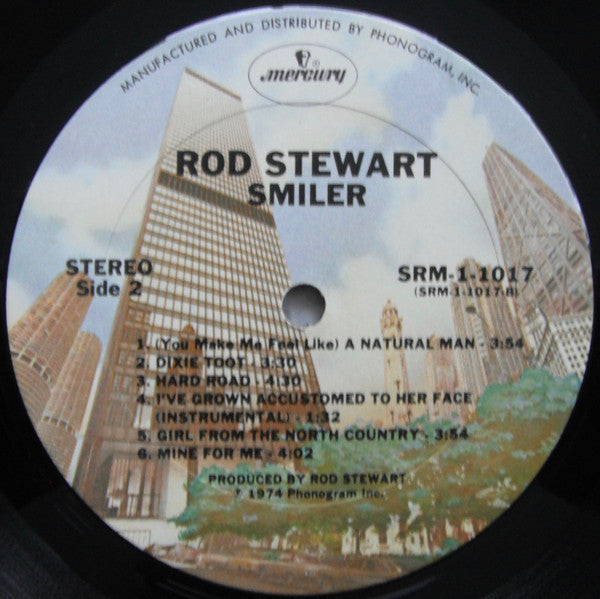 MANUFACTURED AND DISTRIBUTED BY PHONOGRAM, INC.
mercury
ROD STEWART
SMILER
STEREO
Side 2
SRM-1-1017
(SRM-1-1017-B)
1. (You Make Me Feel Like) A NATURAL MAN - 3:54
2. DIXIE TOOT - 3:30
3. HARD ROAD - 4:30
4. I'VE GROWN ACCUSTOMED TO HER FACE
(INSTRUMENTAL) - 1:32
5. GIRL FROM THE NORTH COUNTRY - 3:54
6. MINE FOR ME - 4:02
PRODUCED BY ROD STEWART
℗ 1974 Phonogram Inc.